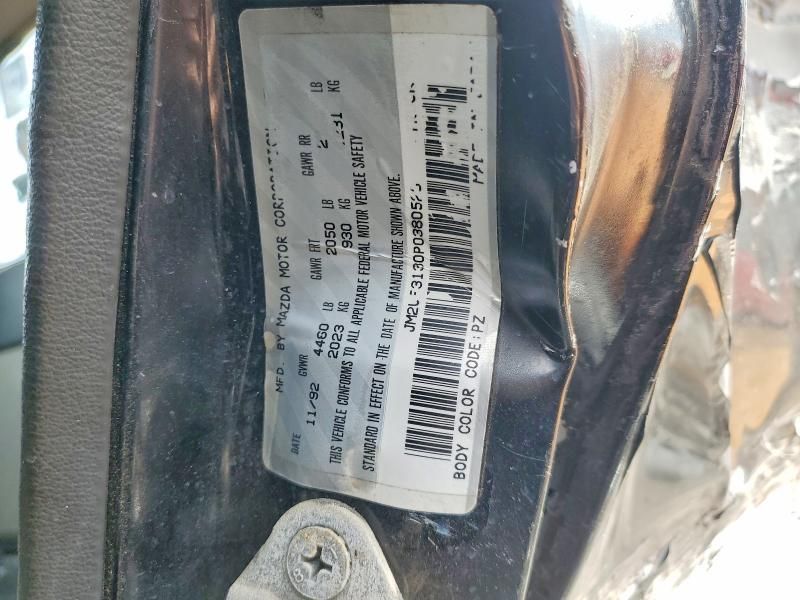 MFD. BY MAZDA MOTOR CORPORATION
DATE GVWR GAWR FRT GAWR RR
11/92 4460 LB 2050 LB LB
2023 KG 930 KG KG
THIS VEHICLE CONFORMS TO ALL APPLICABLE FEDERAL MOTOR VEHICLE SAFETY
STANDARD IN EFFECT ON THE DATE OF MANUFACTURE SHOWN ABOVE.
BODY COLOR CODE:PZ
8